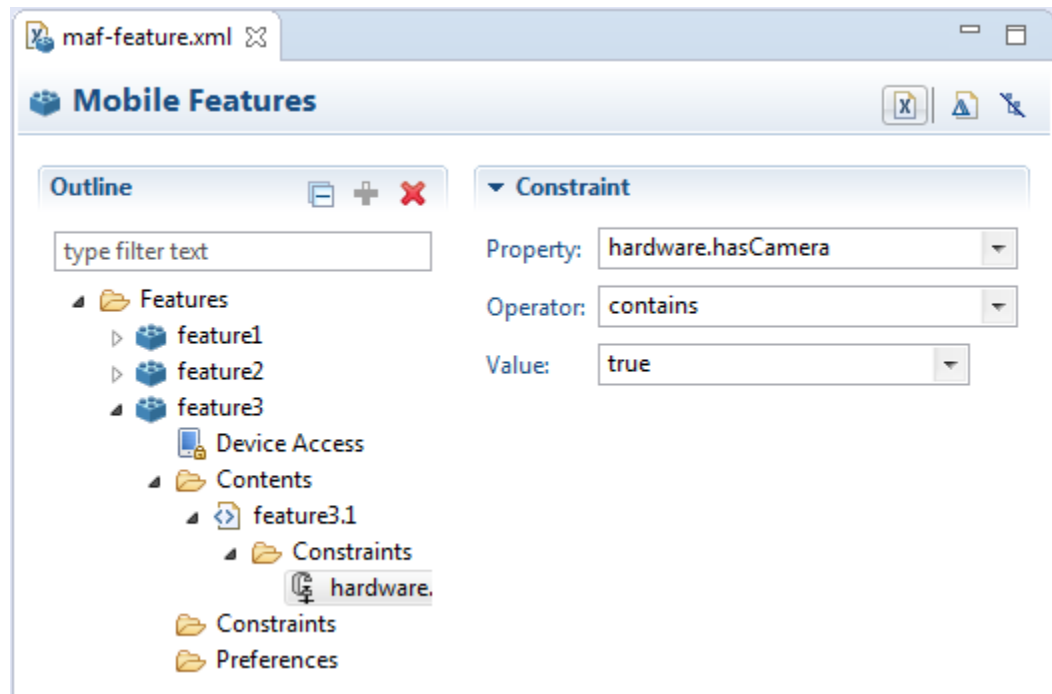 maf-feature.xml
Mobile Features
Outline
type filter text
Features
feature1
feature2
feature3
Device Access
Contents
feature3.1
Constraints
hardware.
Constraints
Preferences
Constraint
Property: hardware.hasCamera
Operator: contains
Value: true